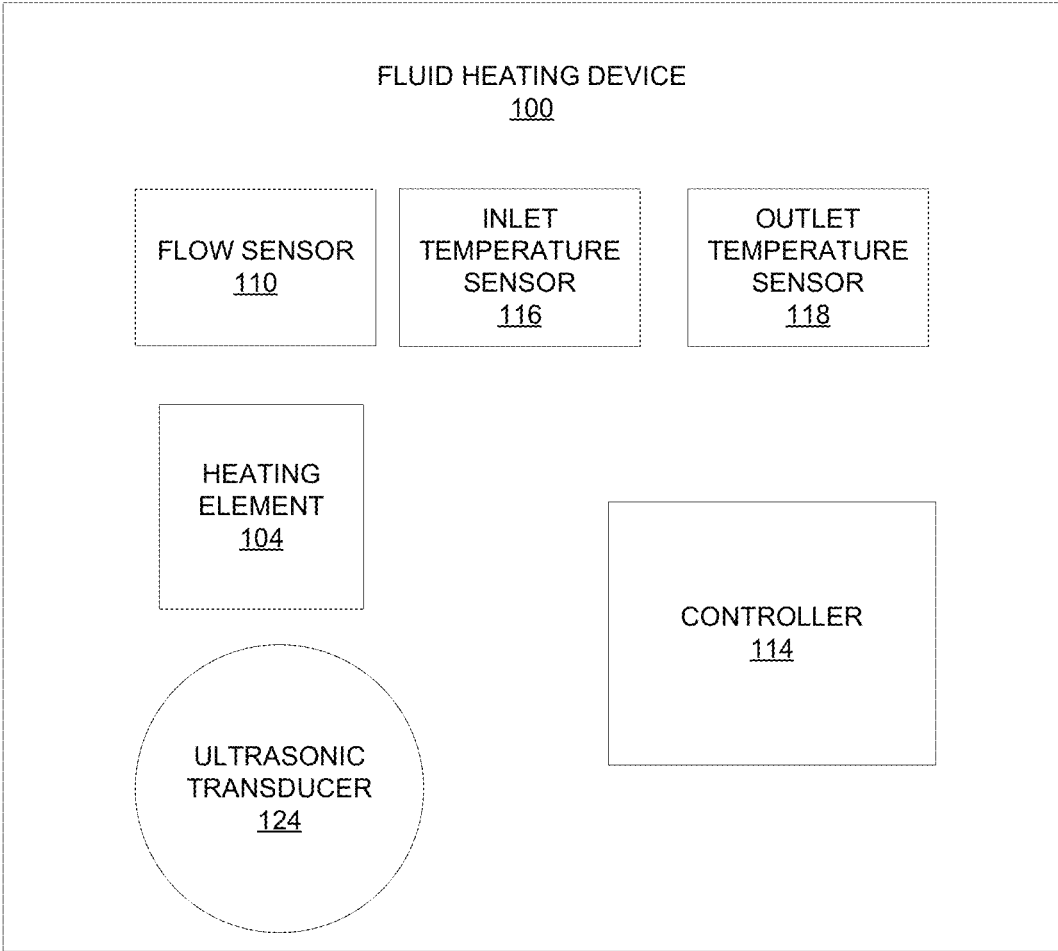 FLUID HEATING DEVICE
100
FLOW SENSOR
110
INLET
TEMPERATURE
SENSOR
116
OUTLET
TEMPERATURE
SENSOR
118
HEATING
ELEMENT
104
CONTROLLER
114
ULTRASONIC
TRANSDUCER
124